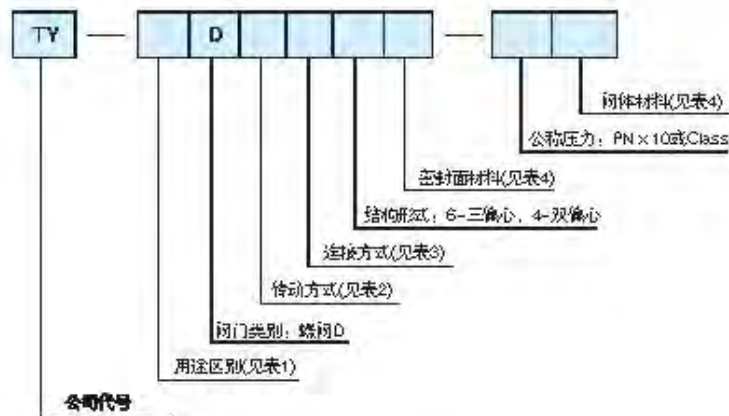 TY — D —
阀体材料(见表4)
公称压力：PN×10或Class
密封面材料(见表4)
结构形式：6-三偏心，4-双偏心
连接方式(见表3)
传动方式(见表2)
阀门类别：蝶阀D
用途区别(见表1)
公司代号